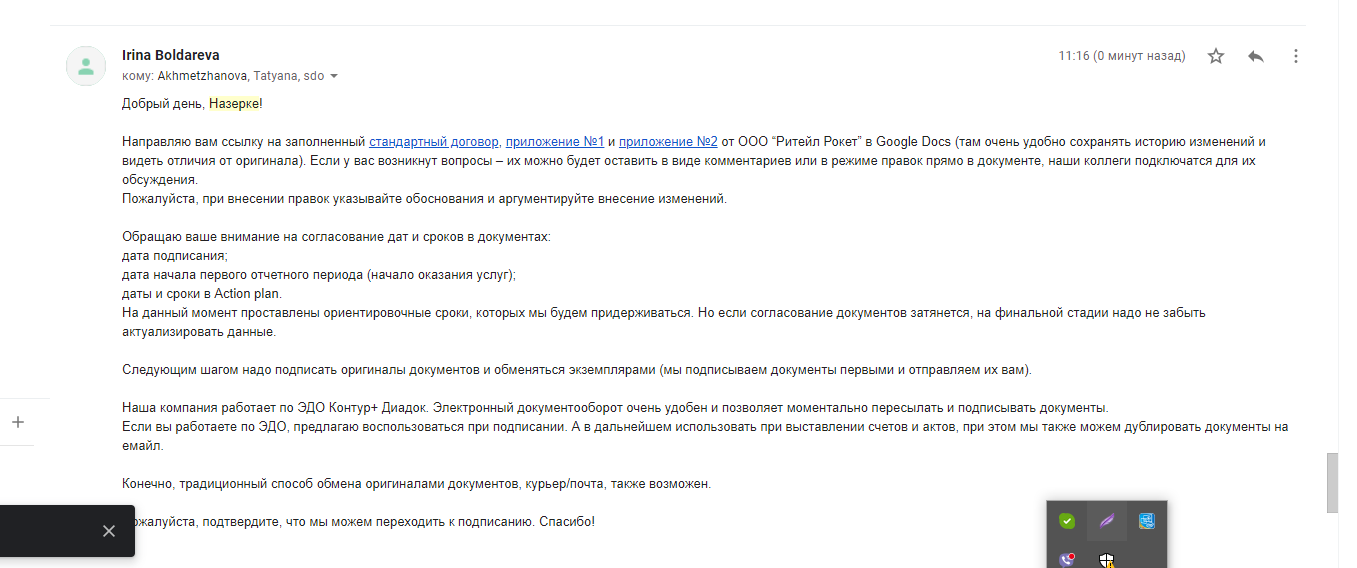 Irina Boldareva
11:16 (0 минут назад)
кому: Akhmetzhanova, Tatyana, sdo
Добрый день, Назерке!
Направляю вам ссылку на заполненный стандартный договор, приложение №1 и приложение №2 от ООО “Ритейл Рокет” в Google Docs (там очень удобно сохранять историю изменений и
видеть отличия от оригинала). Если у вас возникнут вопросы – их можно будет оставить в виде комментариев или в режиме правок прямо в документе, наши коллеги подключатся для их
обсуждения.
Пожалуйста, при внесении правок указывайте обоснования и аргументируйте внесение изменений.
Обращаю ваше внимание на согласование дат и сроков в документах:
дата подписания;
дата начала первого отчетного периода (начало оказания услуг);
даты и сроки в Action plan.
На данный момент проставлены ориентировочные сроки, которых мы будем придерживаться. Но если согласование документов затянется, на финальной стадии надо не забыть
актуализировать данные.
Следующим шагом надо подписать оригиналы документов и обменяться экземплярами (мы подписываем документы первыми и отправляем их вам).
Наша компания работает по ЭДО Контур+ Диадок. Электронный документооборот очень удобен и позволяет моментально пересылать и подписывать документы.
Если вы работаете по ЭДО, предлагаю воспользоваться при подписании. А в дальнейшем использовать при выставлении счетов и актов, при этом мы также можем дублировать документы на
емайл.
Конечно, традиционный способ обмена оригиналами документов, курьер/почта, также возможен.
ожалуйста, подтвердите, что мы можем переходить к подписанию. Спасибо!